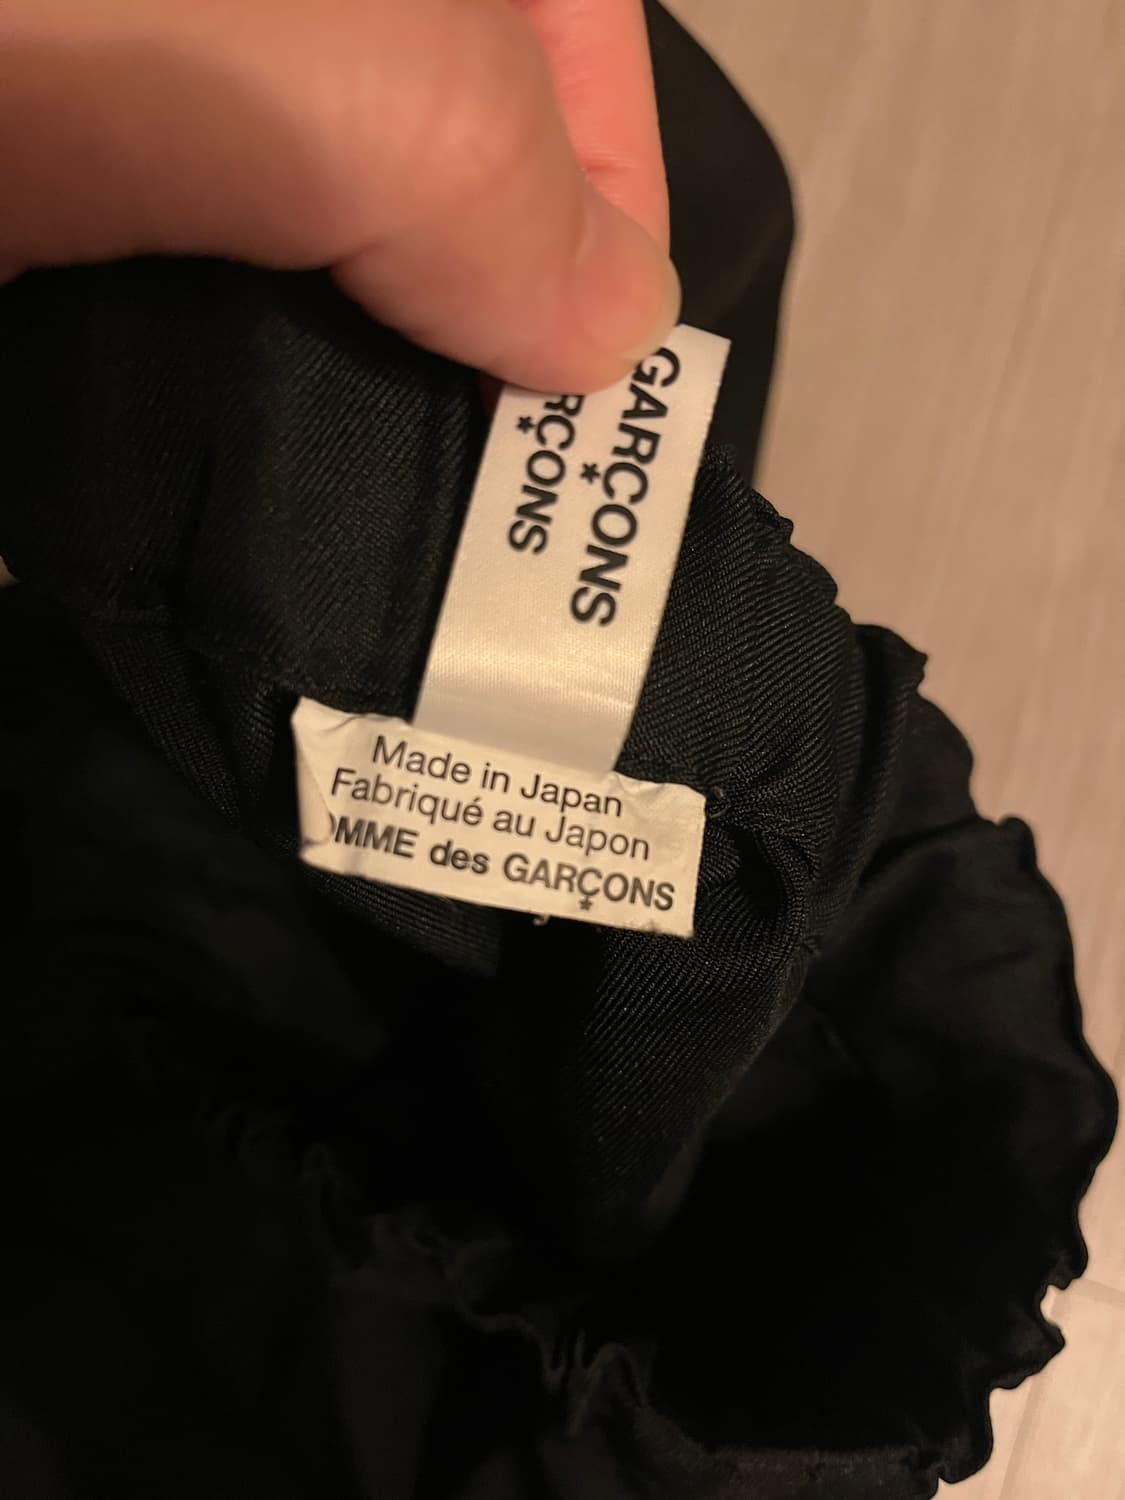 GARÇONS
RÇONS
Made in Japan
Fabriqué au Japon
OMME des GARÇONS